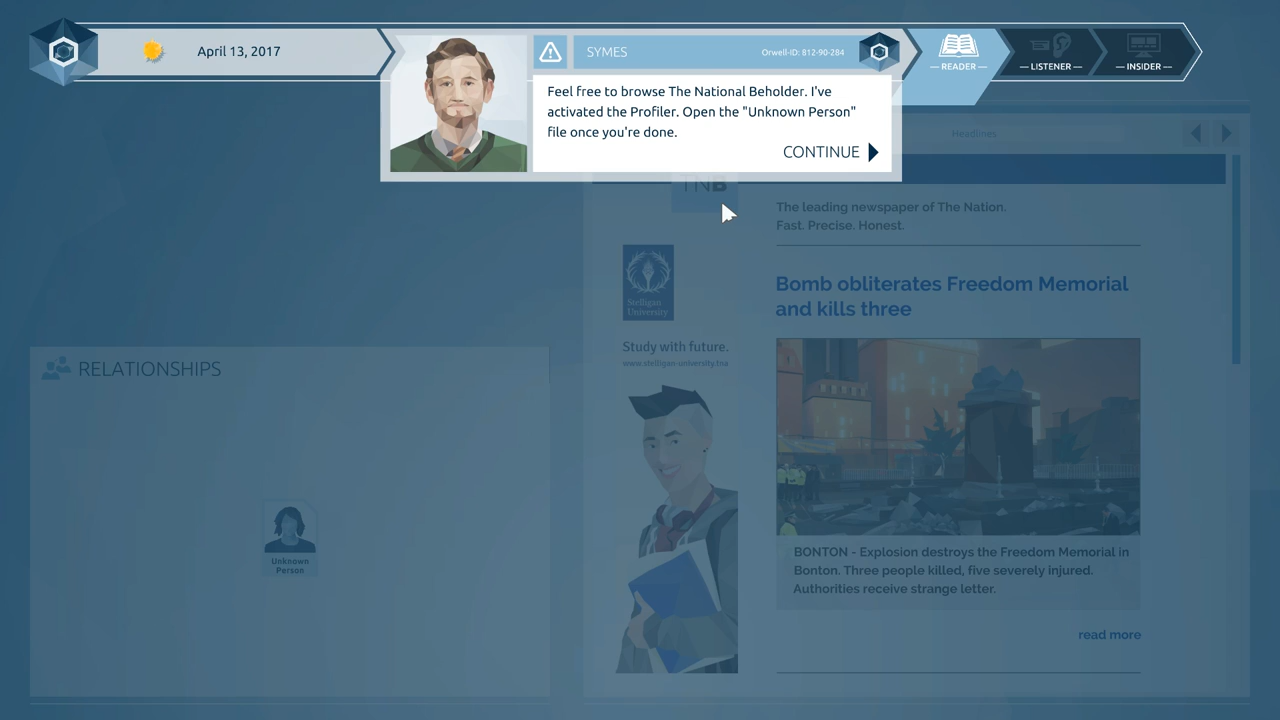 April 13, 2017
SYMES
Orwell-ID: 812-90-284
Feel free to browse The National Beholder. I've
activated the Profiler. Open the "Unknown Person"
file once you're done.
CONTINUE
— READER —
— LISTENER —
— INSIDER —
Headlines
TNB
The leading newspaper of The Nation.
Fast. Precise. Honest.
Stelligan
University
Study with future.
www.stelligan-university.tna
Bomb obliterates Freedom Memorial
and kills three
BONTON - Explosion destroys the Freedom Memorial in
Bonton. Three people killed, five severely injured.
Authorities receive strange letter.
read more
RELATIONSHIPS
Unknown
Person